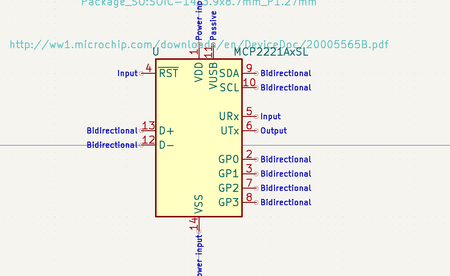 Package_SO:SOIC-14_3.9x8.7mm_P1.27mm
http://ww1.microchip.com/downloads/en/DeviceDoc/20005565B.pdf
U MCP2221AxSL
Power inp
Passive
1 11
VDD VUSB
Input 4 RST SDA 9 Bidirectional
SCL 10 Bidirectional
URx 5 Input
Bidirectional 13 D+ UTx 6 Output
Bidirectional 12 D-
GP0 2 Bidirectional
GP1 3 Bidirectional
GP2 7 Bidirectional
GP3 8 Bidirectional
VSS
14
ower input